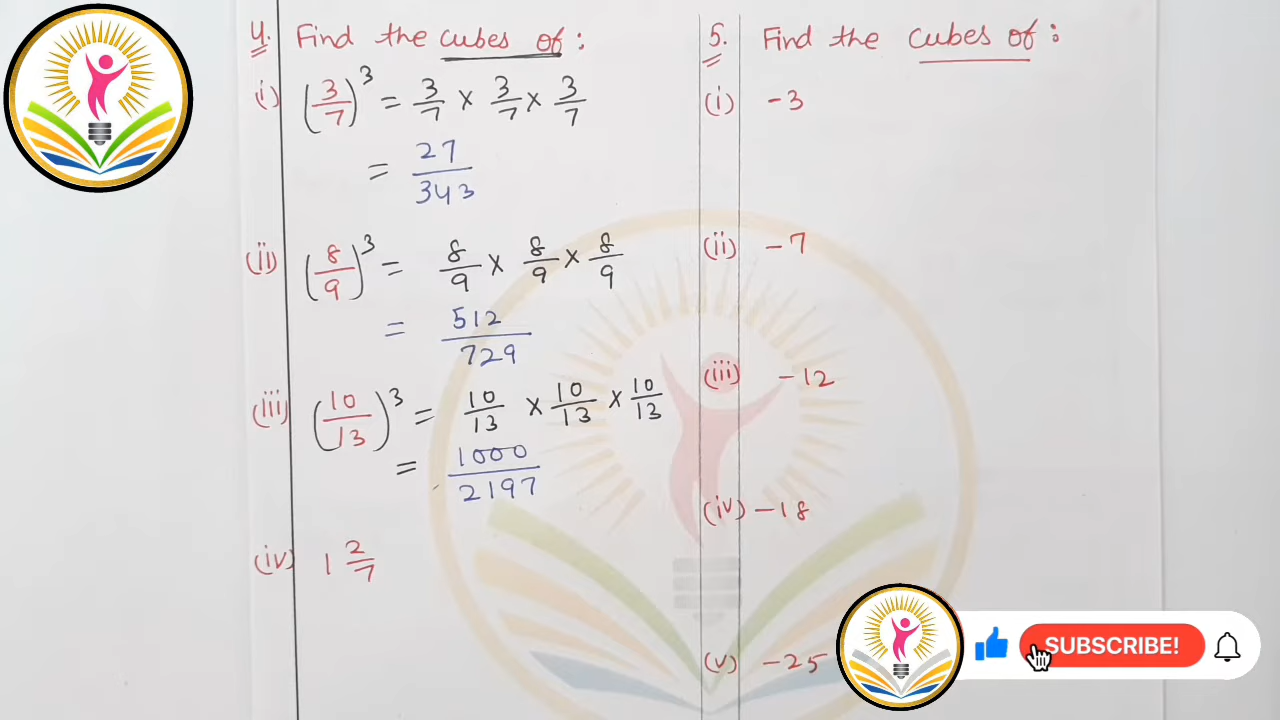 4. Find the cubes of :
(i) (3/7)^3 = 3/7 × 3/7 × 3/7
= 27/343
(ii) (8/9)^3 = 8/9 × 8/9 × 8/9
= 512/729
(iii) (10/13)^3 = 10/13 × 10/13 × 10/13
= 1000/2197
(iv) 1 2/7
5. Find the cubes of :
(i) -3
(ii) -7
(iii) -12
(iv) -18
(v) -25
SUBSCRIBE!